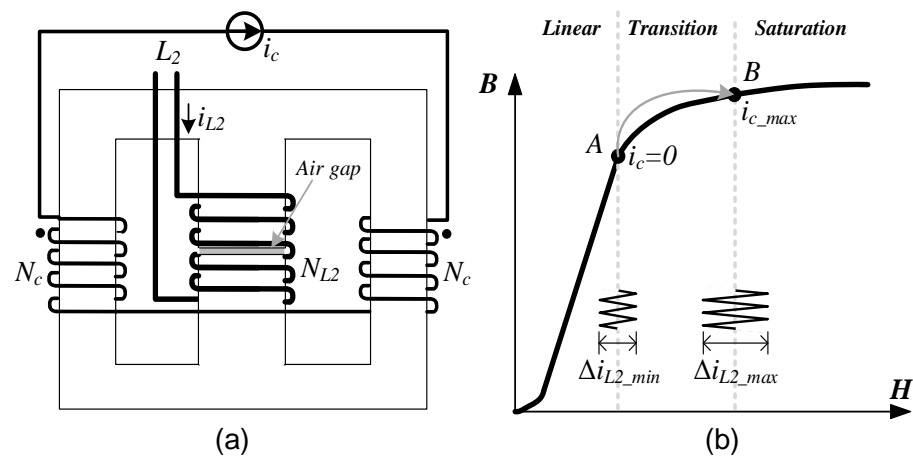 i_c
L_2
i_L2
Air gap
N_c
N_L2
N_c
(a)
Linear Transition Saturation
B
A
i_c=0
B
i_c_max
Δi_L2_min
Δi_L2_max
H
(b)